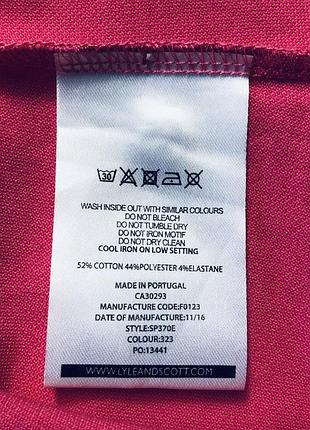 30
WASH INSIDE OUT WITH SIMILAR COLOURS
DO NOT BLEACH
DO NOT TUMBLE DRY
DO NOT IRON MOTIF
DO NOT DRY CLEAN
COOL IRON ON LOW SETTING
52% COTTON 44%POLYESTER 4%ELASTANE
MADE IN PORTUGAL
CA30293
MANUFACTURE CODE:F0123
DATE OF MANUFACTURE:11/16
STYLE:SP370E
COLOUR:323
PO:13441
WWW.LYLEANDSCOTT.COM